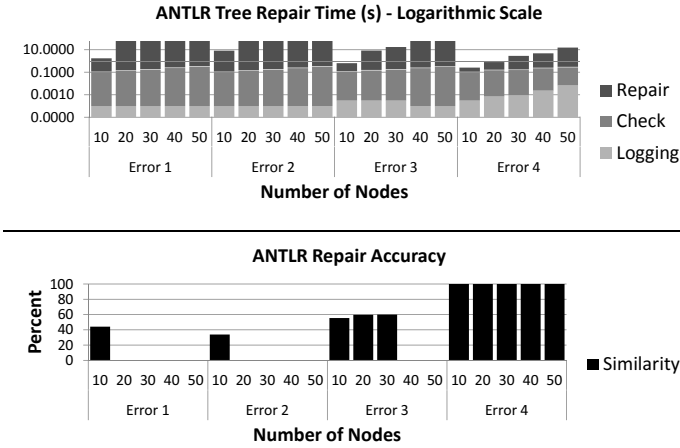 ANTLR Tree Repair Time (s) - Logarithmic Scale
10.0000
0.1000
0.0010
0.0000
Repair
Check
Logging
10 20 30 40 50 10 20 30 40 50 10 20 30 40 50 10 20 30 40 50
Error 1 Error 2 Error 3 Error 4
Number of Nodes
ANTLR Repair Accuracy
Percent
100
80
60
40
20
0
Similarity
10 20 30 40 50 10 20 30 40 50 10 20 30 40 50 10 20 30 40 50
Error 1 Error 2 Error 3 Error 4
Number of Nodes